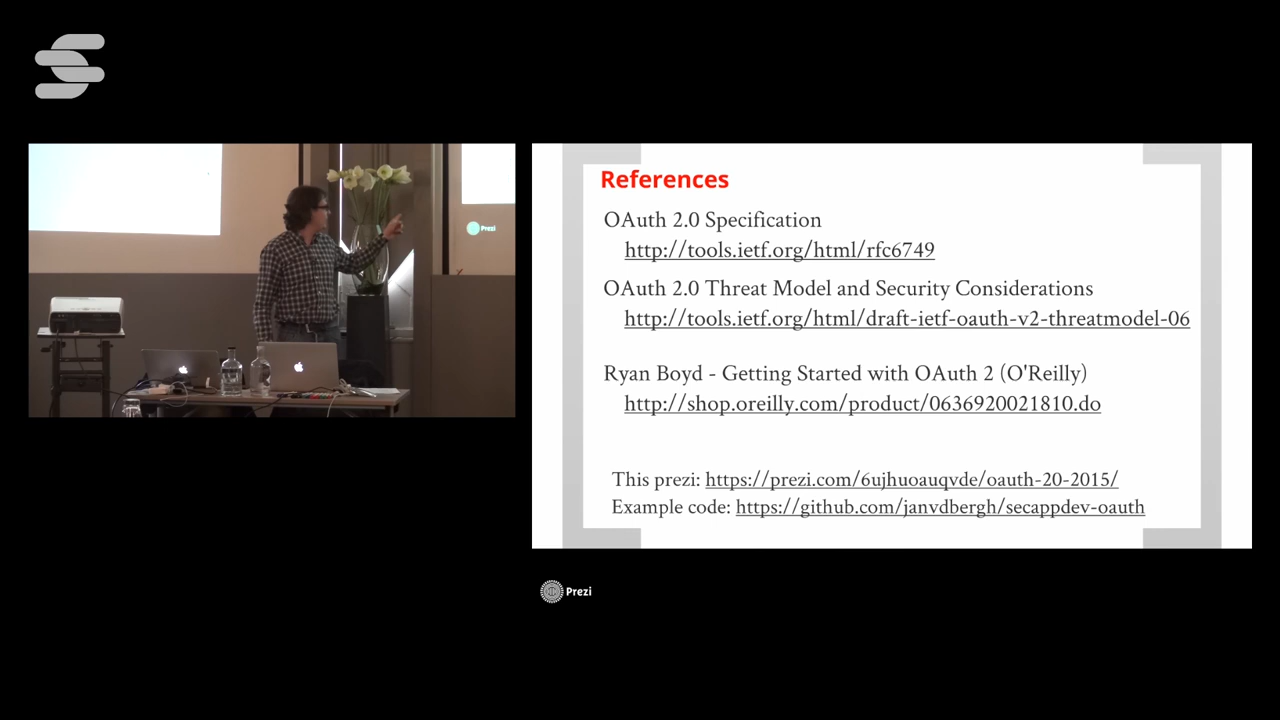 References
OAuth 2.0 Specification
http://tools.ietf.org/html/rfc6749
OAuth 2.0 Threat Model and Security Considerations
http://tools.ietf.org/html/draft-ietf-oauth-v2-threatmodel-06
Ryan Boyd - Getting Started with OAuth 2 (O'Reilly)
http://shop.oreilly.com/product/0636920021810.do
This prezi: https://prezi.com/6ujhuoauqvde/oauth-20-2015/
Example code: https://github.com/janvdbergh/secappdev-oauth
Prezi
Prezi